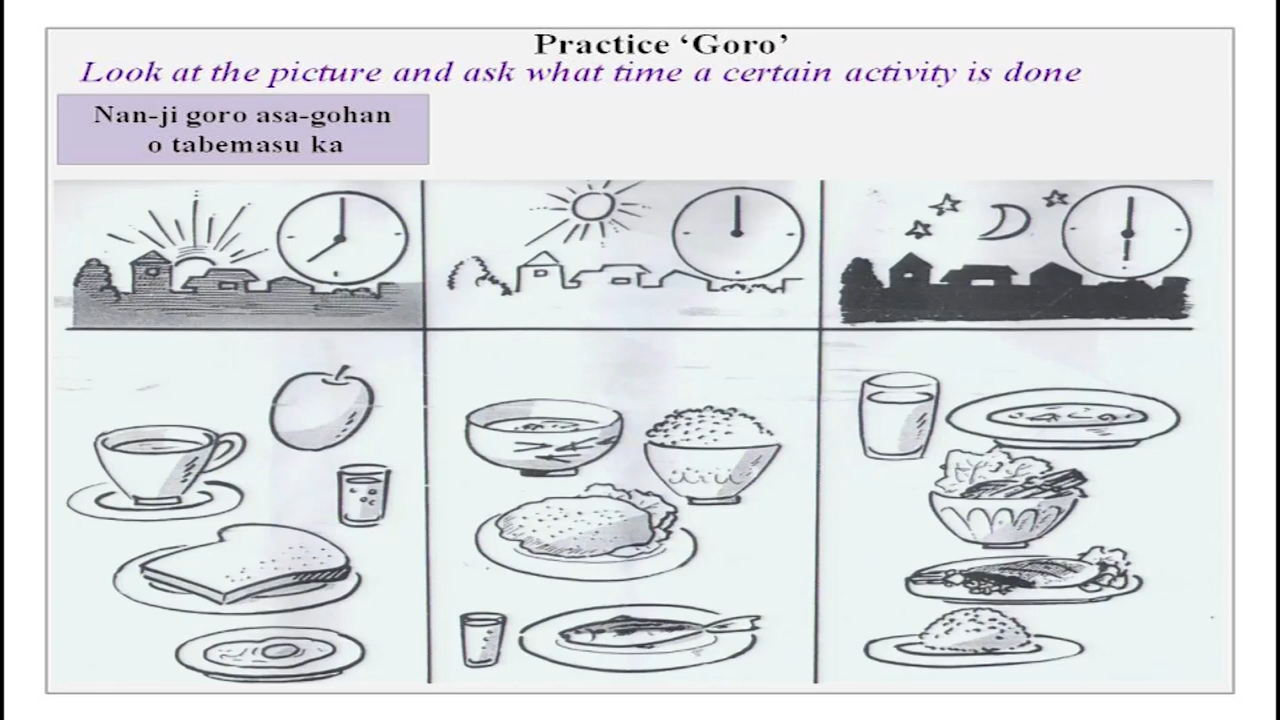 Practice ‘Goro’
Look at the picture and ask what time a certain activity is done
Nan-ji goro asa-gohan
o tabemasu ka